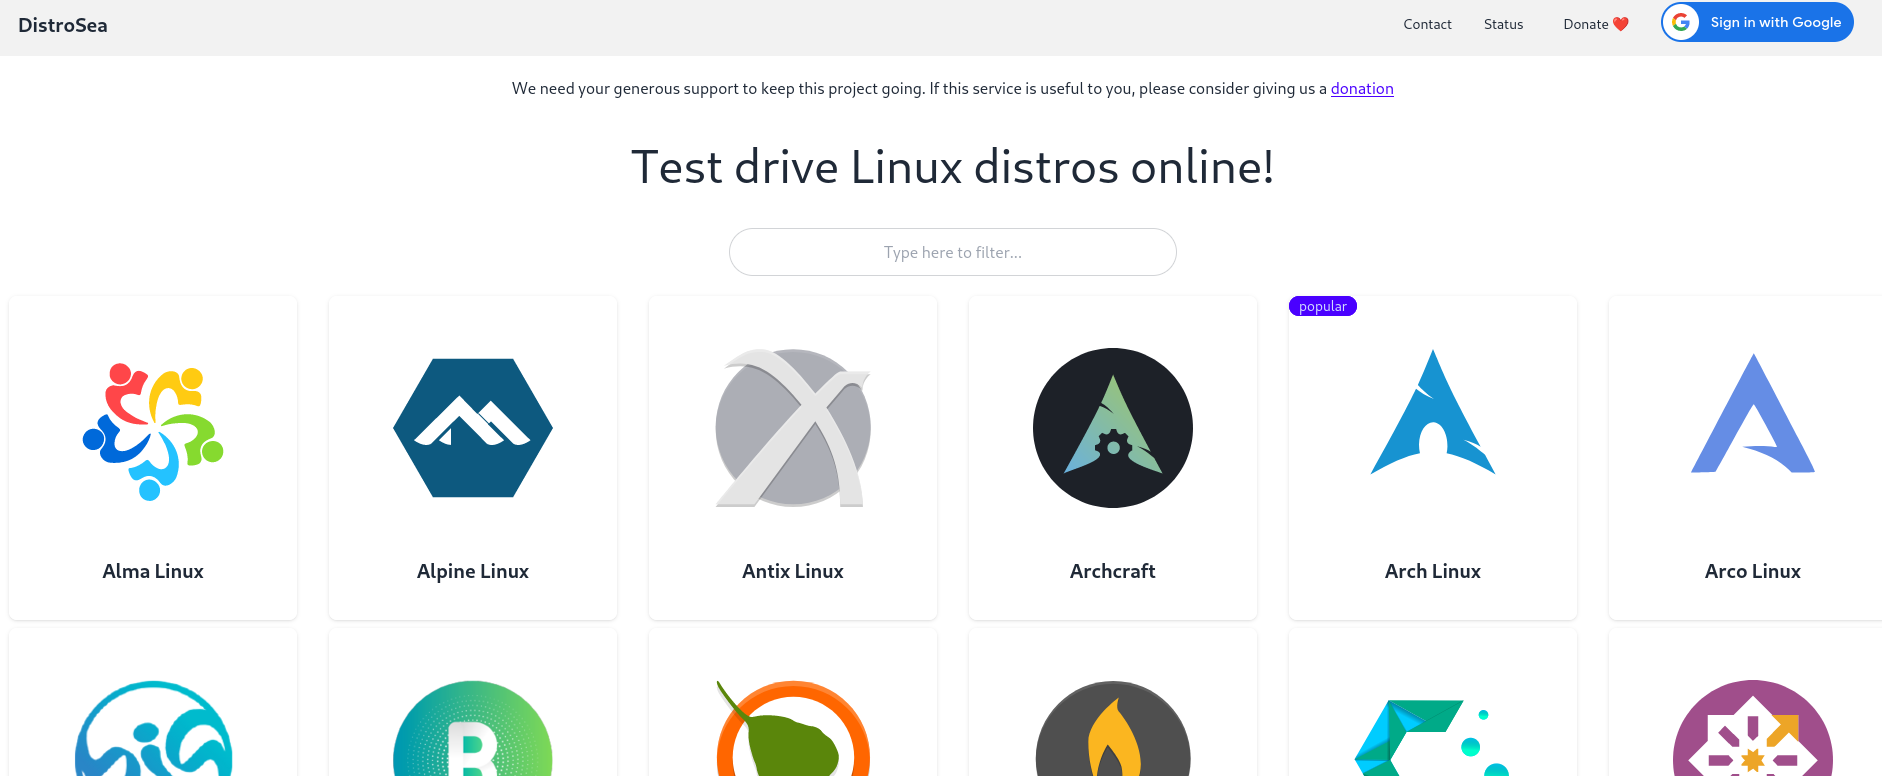 DistroSea
Contact
Status
Donate ❤️
Sign in with Google
We need your generous support to keep this project going. If this service is useful to you, please consider giving us a donation
Test drive Linux distros online!
Type here to filter...
popular
Alma Linux
Alpine Linux
Antix Linux
Archcraft
Arch Linux
Arco Linux